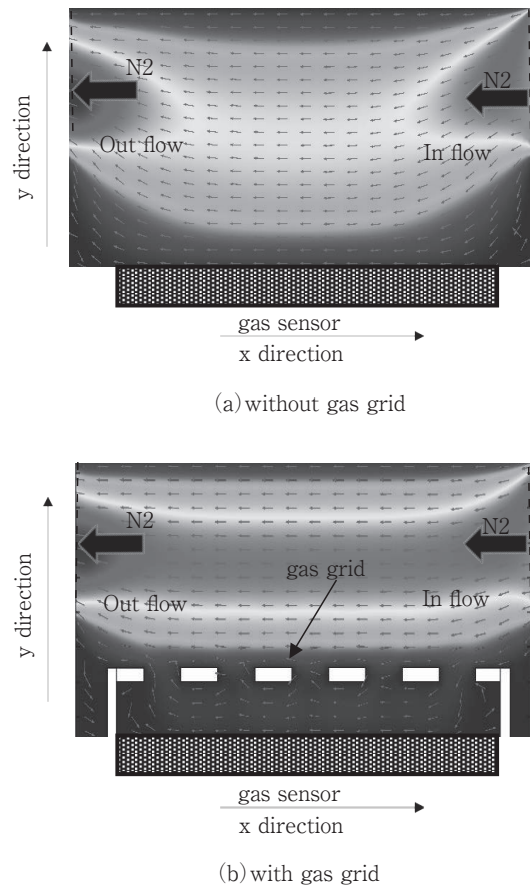 N2
N2
Out flow
In flow
y direction
gas sensor
x direction
(a) without gas grid
N2
N2
gas grid
Out flow
In flow
y direction
gas sensor
x direction
(b) with gas grid